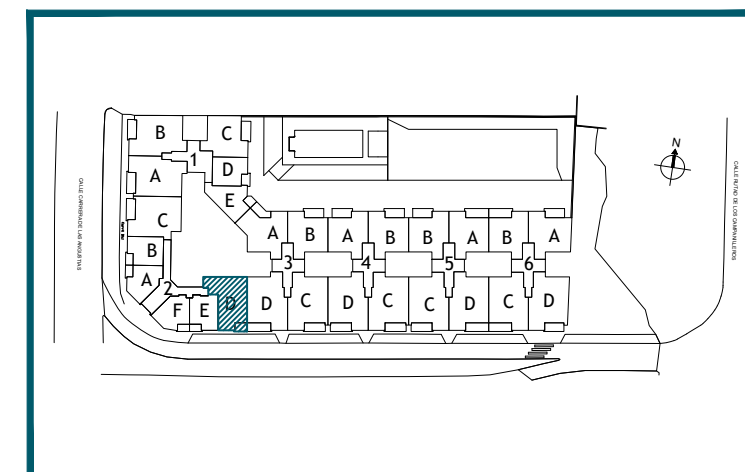 B
C
1
D
A
E
C
B
A
2
F
E
D
A
B
A
B
B
A
B
A
3
4
5
6
D
C
D
C
C
D
C
D
N
CALLE CARRERA DE LAS ANGUSTIAS
CALLE RUTAO DE LOS CAMPANILLEROS